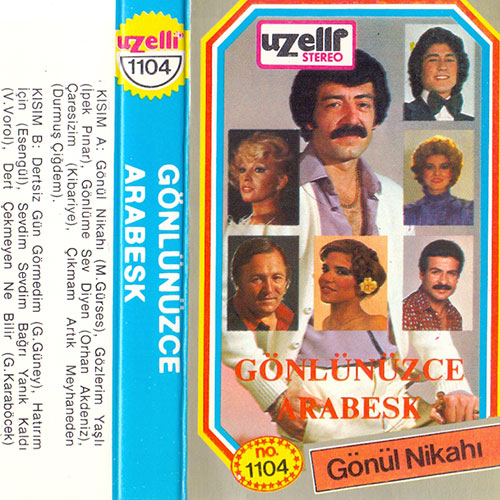 KISIM A: Gönül Nikahı (M.Gürses), Gözlerim Yaşlı
(İpek Pınar), Gönlüme Sev Diyen (Orhan Akdeniz),
Çaresizim (Kibariye), Çıkmam Artık Meyhaneden
(Durmuş Çiğdem).
KISIM B: Dertsiz Gün Görmedim (G.Güney), Hatırım
İçin (Esengül), Sevdim Sevdim Bağrı Yanık Kaldı
(V.Vorol), Dert Çekmeyen Ne Bilir (G.Karaböcek)
uzelli
1104
GÖNLÜNÜZCE
ARABESK
uzelli
STEREO
GÖNLÜNÜZCE
ARABESK
no.
1104
Gönül Nikahı